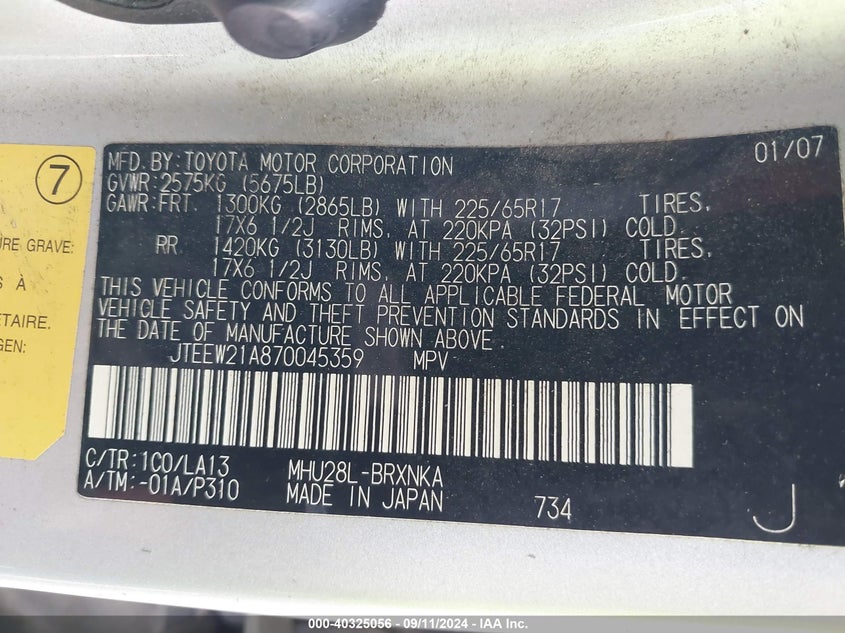 7
URE GRAVE:
S À
ÉTAIRE.
GEN:
MFD.BY:TOYOTA MOTOR CORPORATION 01/07
GVWR:2575KG (5675LB)
GAWR:FRT. 1300KG (2865LB) WITH 225/65R17 TIRES,
17X6 1/2J RIMS, AT 220KPA (32PSI) COLD.
RR. 1420KG (3130LB) WITH 225/65R17 TIRES,
17X6 1/2J RIMS, AT 220KPA (32PSI) COLD.
THIS VEHICLE CONFORMS TO ALL APPLICABLE FEDERAL MOTOR
VEHICLE SAFETY AND THEFT PREVENTION STANDARDS IN EFFECT ON
THE DATE OF MANUFACTURE SHOWN ABOVE.
JTEEW21A870045359 MPV
C/TR:1C0/LA13 MHU28L-BRXNKA
A/TM:-01A/P310 MADE IN JAPAN 734 J
000-40325056 - 09/11/2024 - IAA Inc.